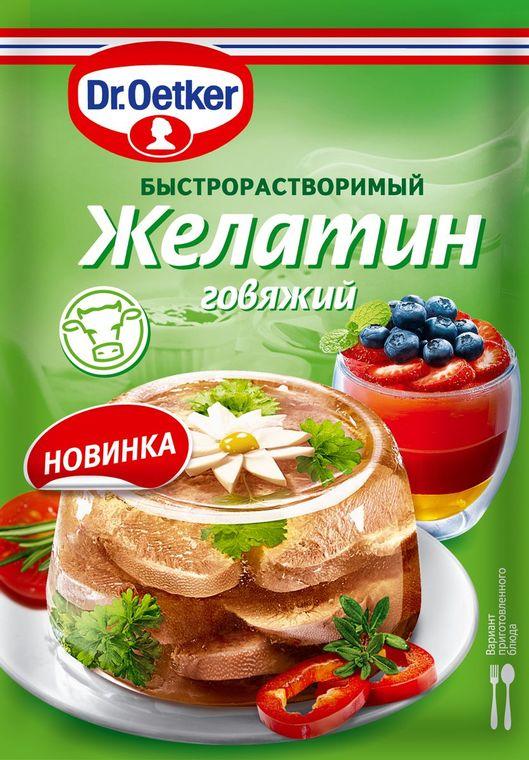 Dr.Oetker
БЫСТРОРАСТВОРИМЫЙ
Желатин
говяжий
НОВИНКА
Вариант
приготовленного
блюда